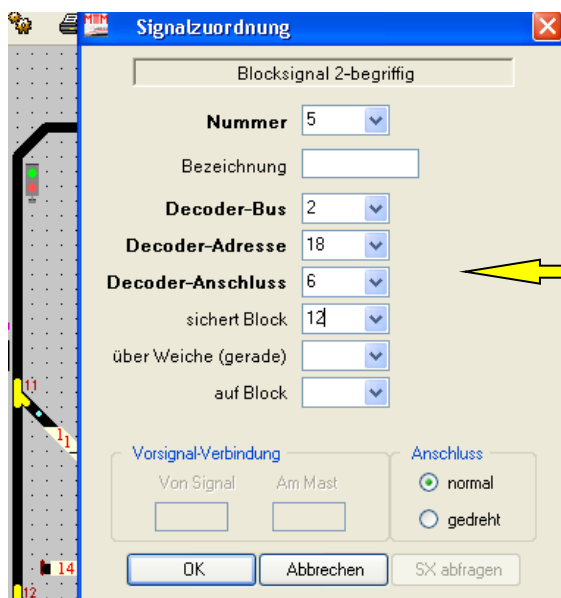 MEM Signalzuordnung
Blocksignal 2-begriffig
Nummer 5
Bezeichnung
Decoder-Bus 2
Decoder-Adresse 18
Decoder-Anschluss 6
sichert Block 12
über Weiche (gerade)
auf Block
11
11
Vorsignal-Verbindung
Von Signal Am Mast
Anschluss
normal
gedreht
14
OK Abbrechen SX abfragen
12